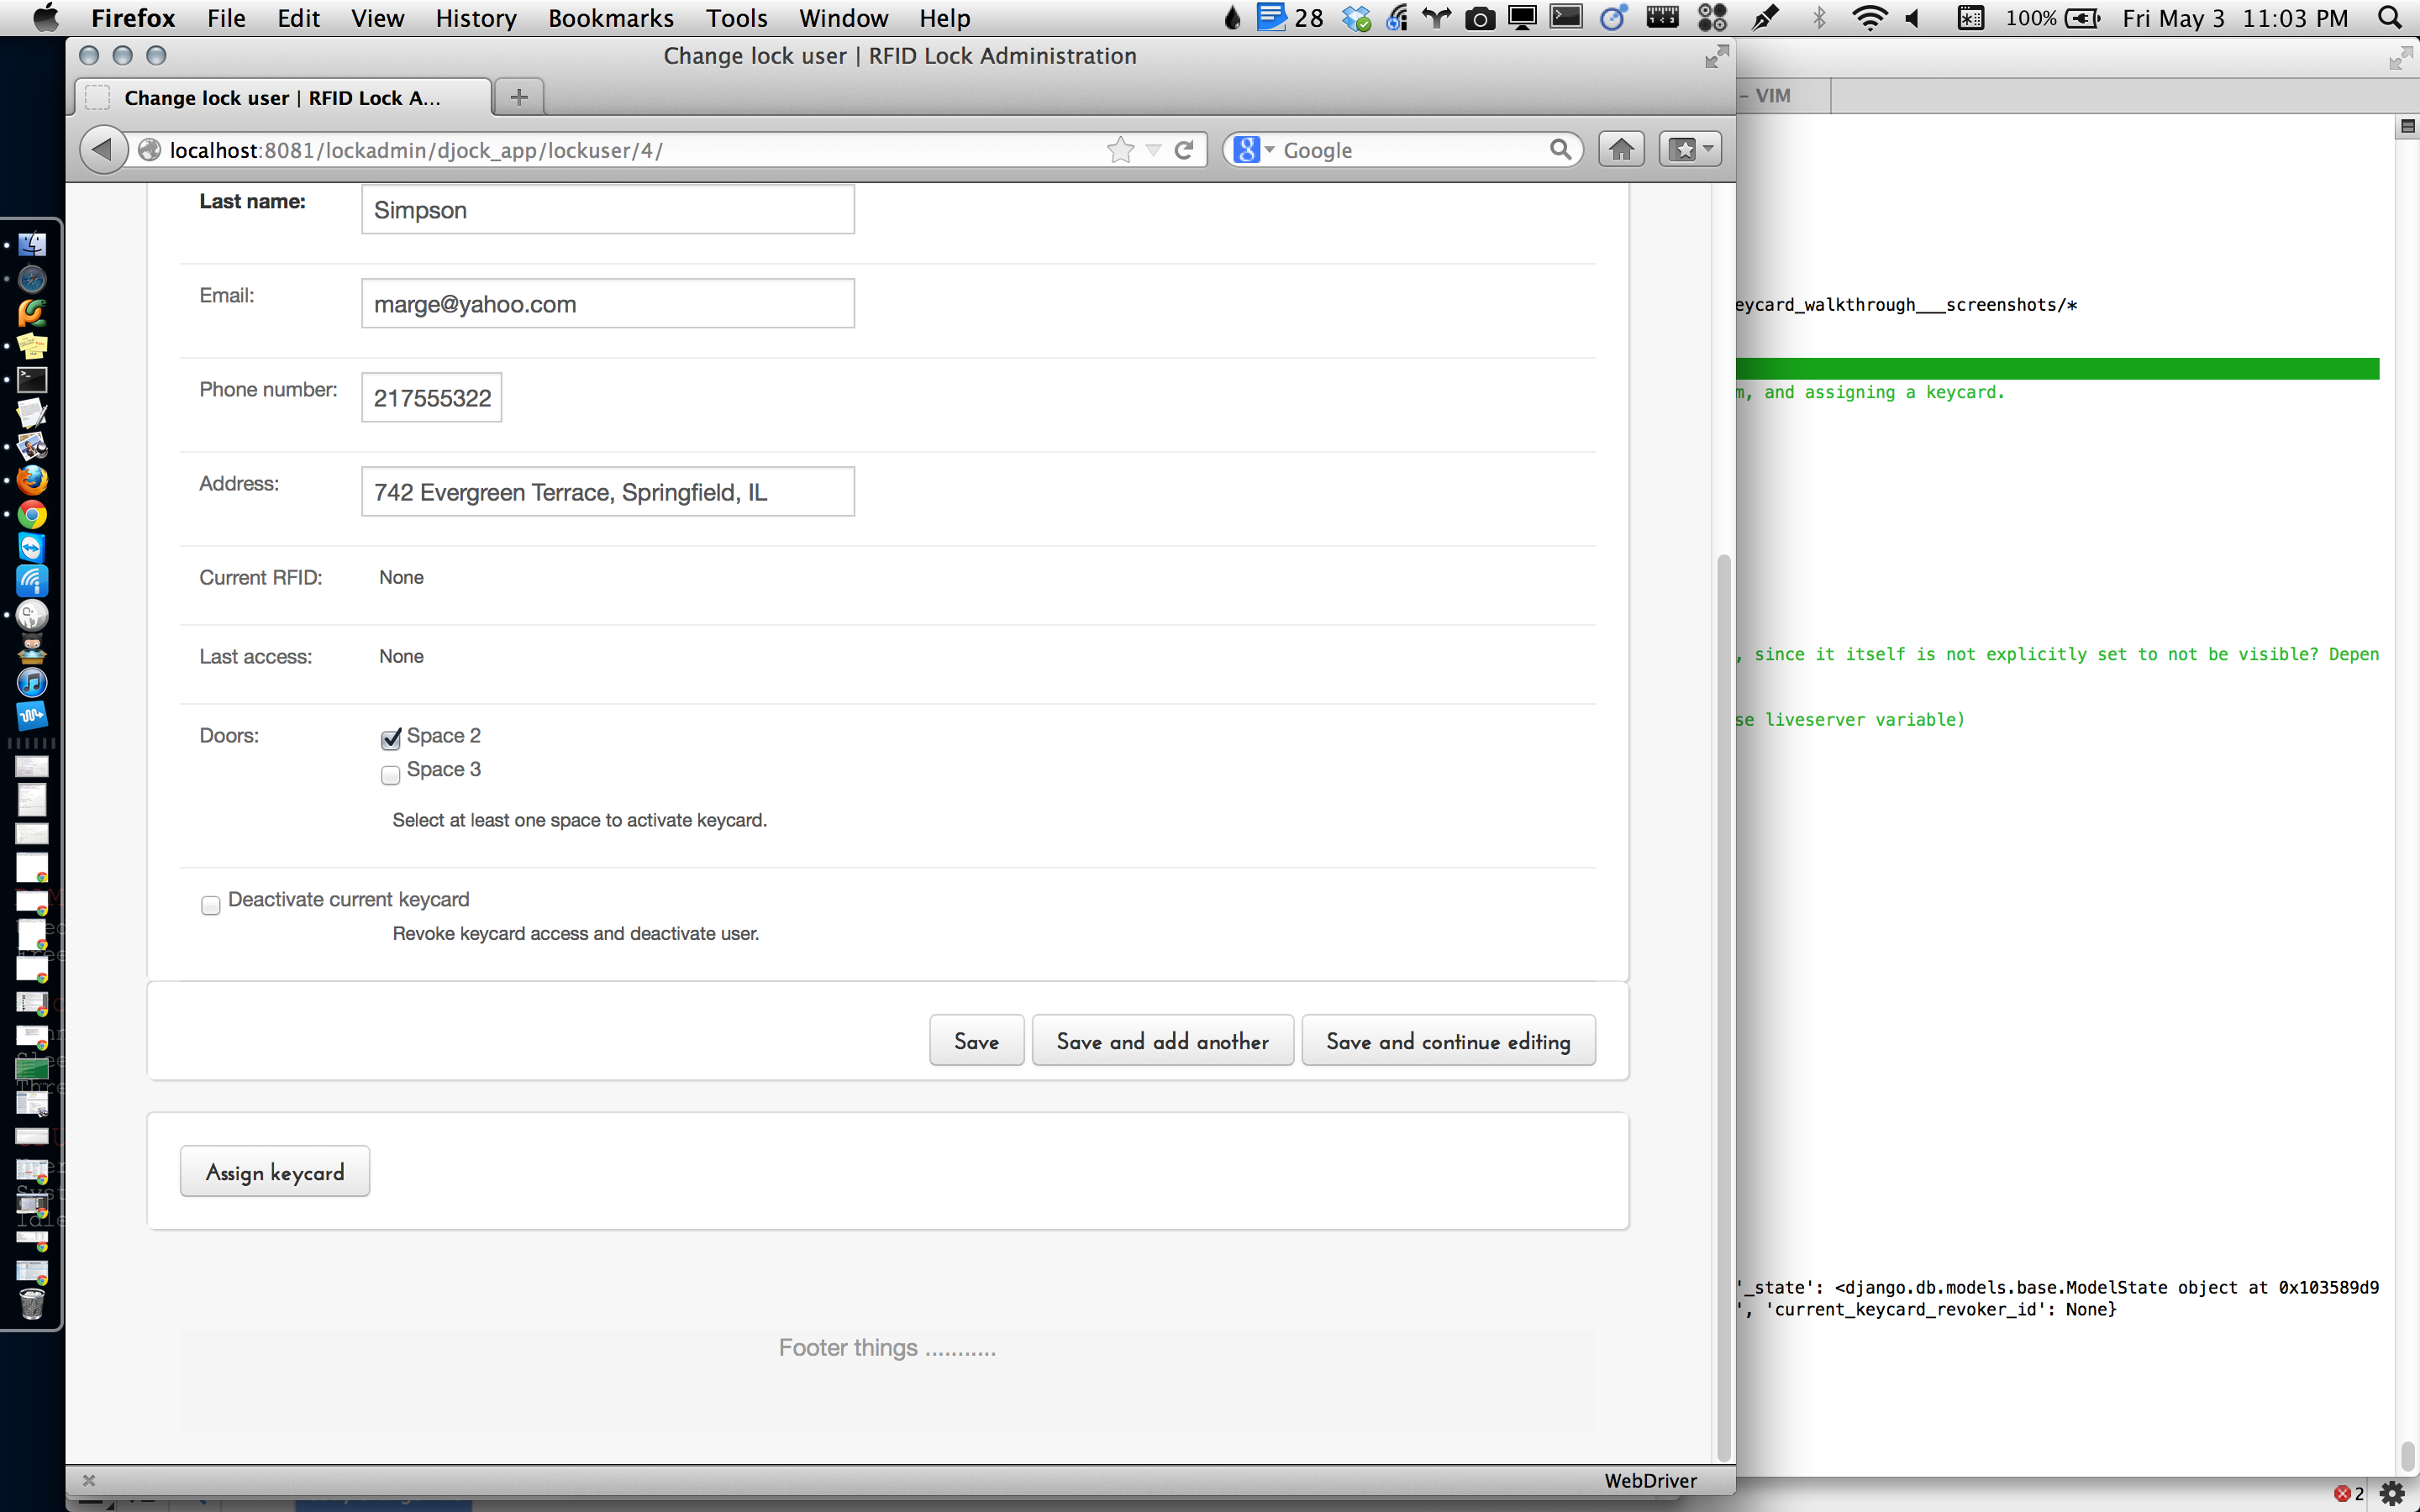 Firefox File Edit View History Bookmarks Tools Window Help 28 100% Fri May 3 11:03 PM
Change lock user | RFID Lock Administration
Change lock user | RFID Lock A...
– VIM
localhost:8081/lockadmin/djock_app/lockuser/4/
Google
Last name: Simpson
Email: marge@yahoo.com
eycard_walkthrough___screenshots/*
Phone number: 217555322
m, and assigning a keycard.
Address: 742 Evergreen Terrace, Springfield, IL
Current RFID: None
Last access: None
, since it itself is not explicitly set to not be visible? Depen
Doors: Space 2
se liveserver variable)
Space 3
Select at least one space to activate keycard.
Deactivate current keycard
Revoke keycard access and deactivate user.
Save
Save and add another
Save and continue editing
Assign keycard
'_state': <django.db.models.base.ModelState object at 0x103589d9
', 'current_keycard_revoker_id': None}
Footer things ...........
WebDriver
2